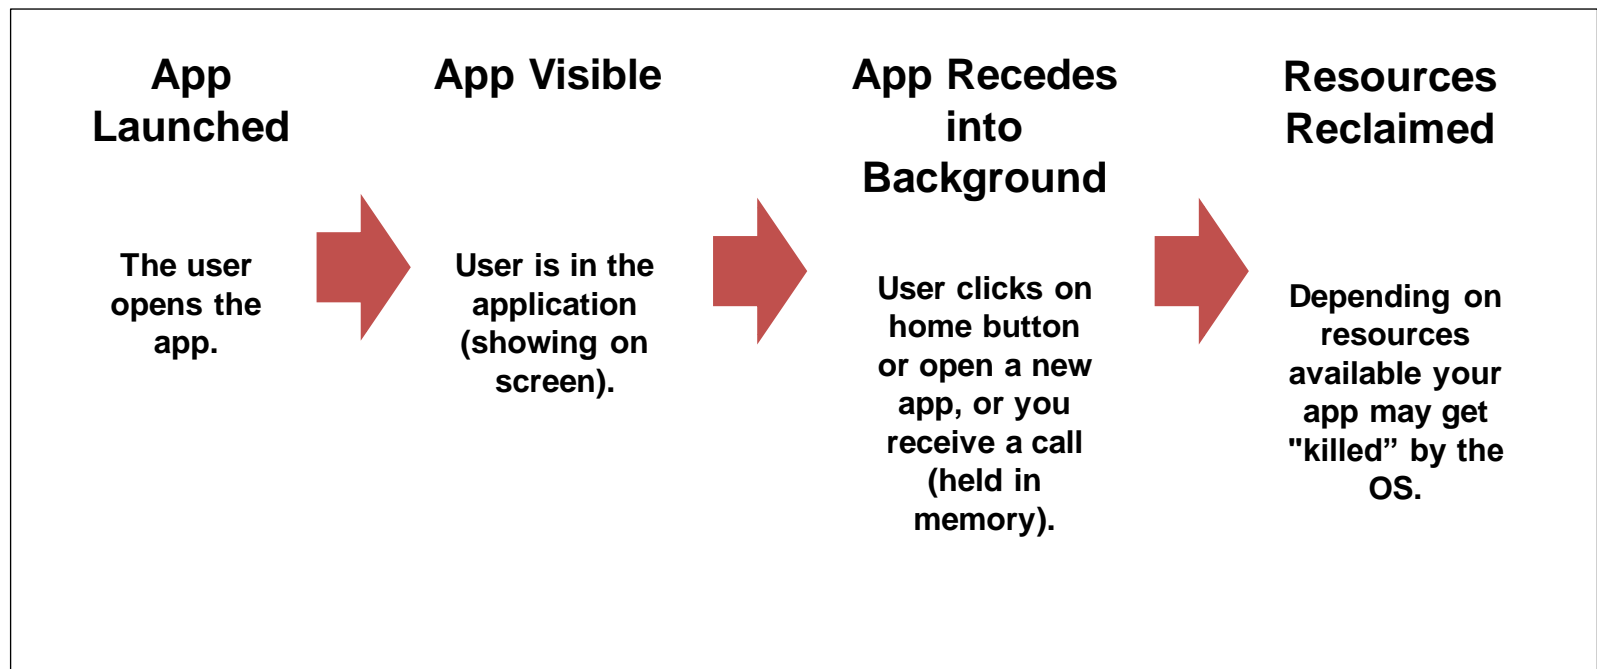 App
Launched
The user
opens the
app.
App Visible
User is in the
application
(showing on
screen).
App Recedes
into
Background
User clicks on
home button
or open a new
app, or you
receive a call
(held in
memory).
Resources
Reclaimed
Depending on
resources
available your
app may get
"killed” by the
OS.